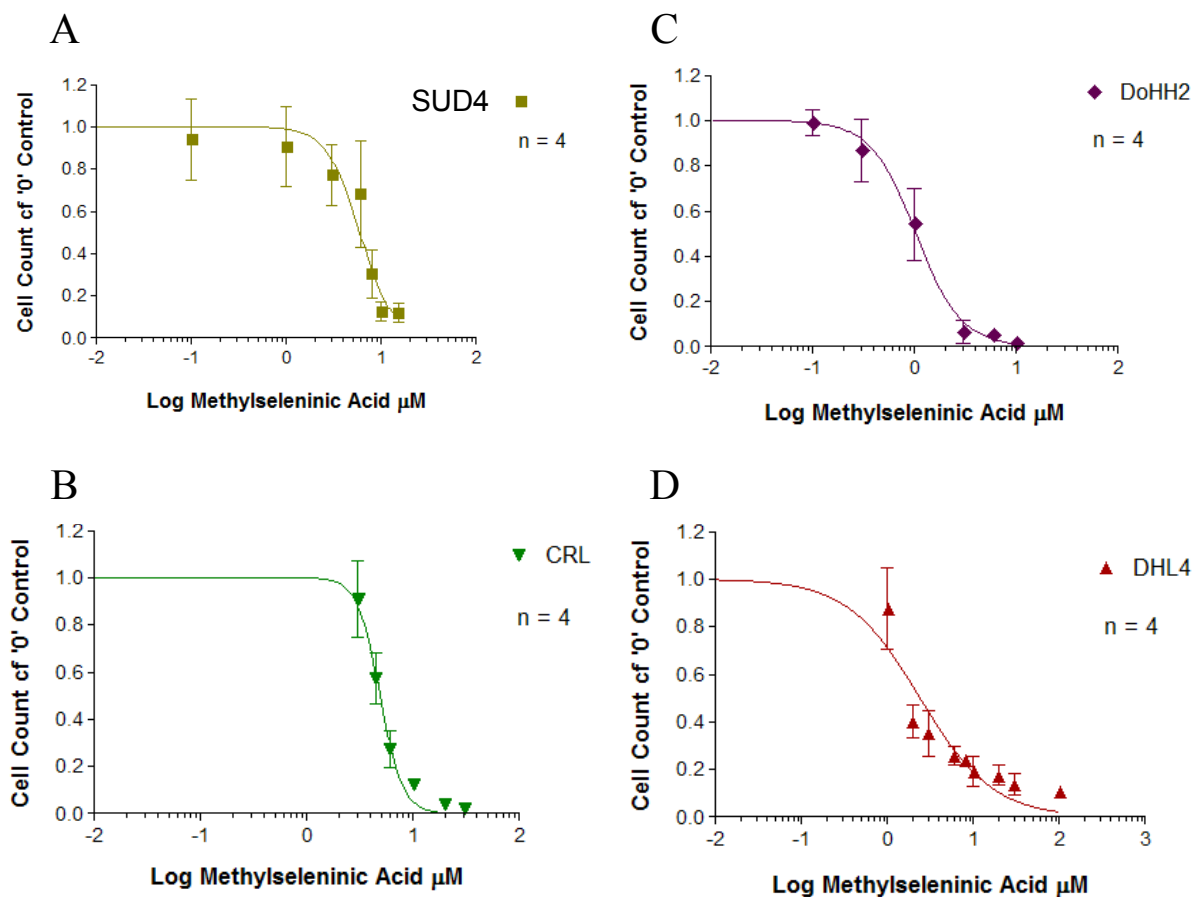 A
SUD4
n = 4
Cell Count of '0' Control
1.2
1.0
0.8
0.6
0.4
0.2
0.0
-2 -1 0 1 2
Log Methylseleninic Acid μM
C
DoHH2
n = 4
Cell Count of '0' Control
1.2
1.0
0.8
0.6
0.4
0.2
0.0
-2 -1 0 1 2
Log Methylseleninic Acid μM
B
CRL
n = 4
Cell Count of '0' Control
1.2
1.0
0.8
0.6
0.4
0.2
0.0
-2 -1 0 1 2
Log Methylseleninic Acid μM
D
DHL4
n = 4
Cell Count of '0' Control
1.2
1.0
0.8
0.6
0.4
0.2
0.0
-2 -1 0 1 2 3
Log Methylseleninic Acid μM